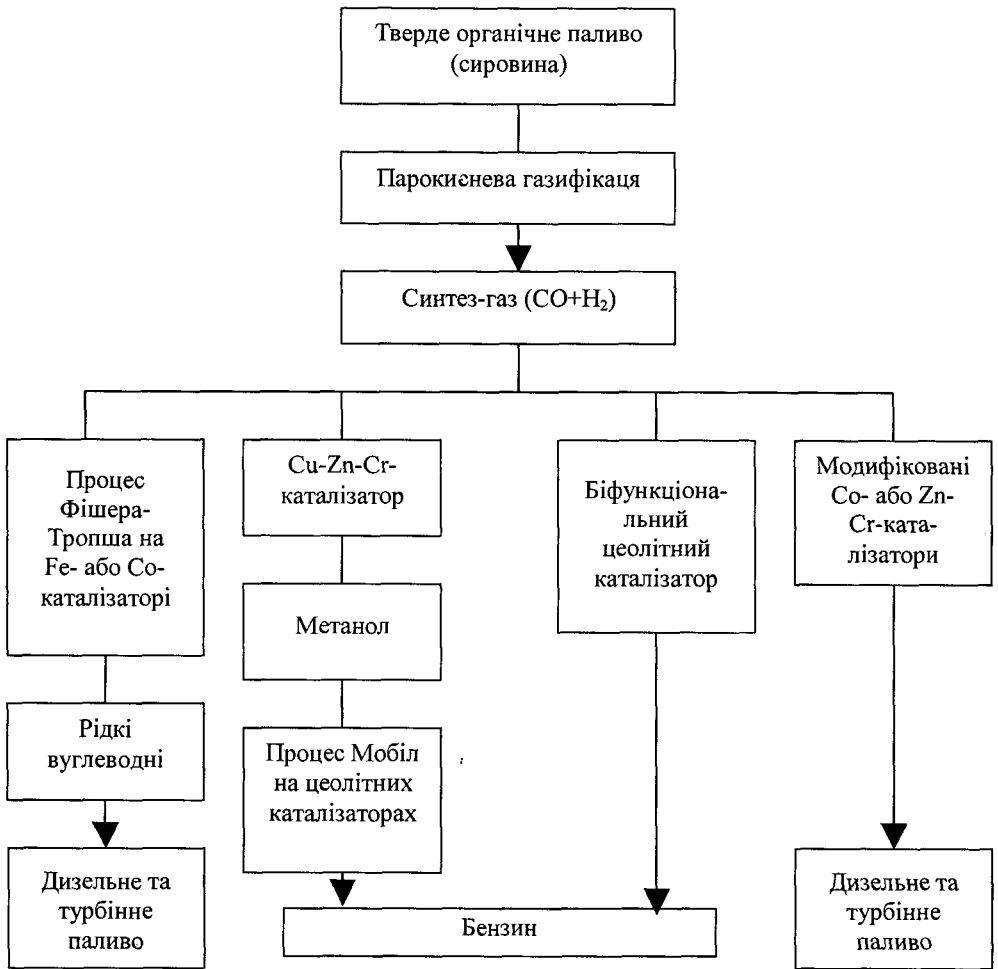 Тверде органічне паливо
(сировина)
Парокиєнева газифікаця
Синтез-газ (CO+H₂)
Процес
Фішера-
Тропша на
Fe- або Co-
каталізаторі
Рідкі
вуглеводні
Дизельне та
турбінне
паливо
Cu-Zn-Cr-
каталізатор
Метанол
Процес Мобіл
на цеолітних
каталізаторах
Біфункціона-
льний
цеолітний
каталізатор
Бензин
Модифіковані
Co- або Zn-
Cr-ката-
лізатори
Дизельне та
турбінне
паливо